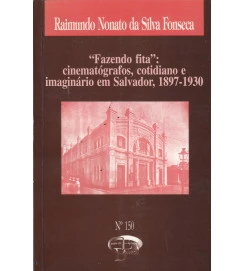 Raimundo Nonato da Silva Fonseca
“Fazendo fita”:
cinematógrafos, cotidiano e
imaginário em Salvador, 1897-1930
Nº 150